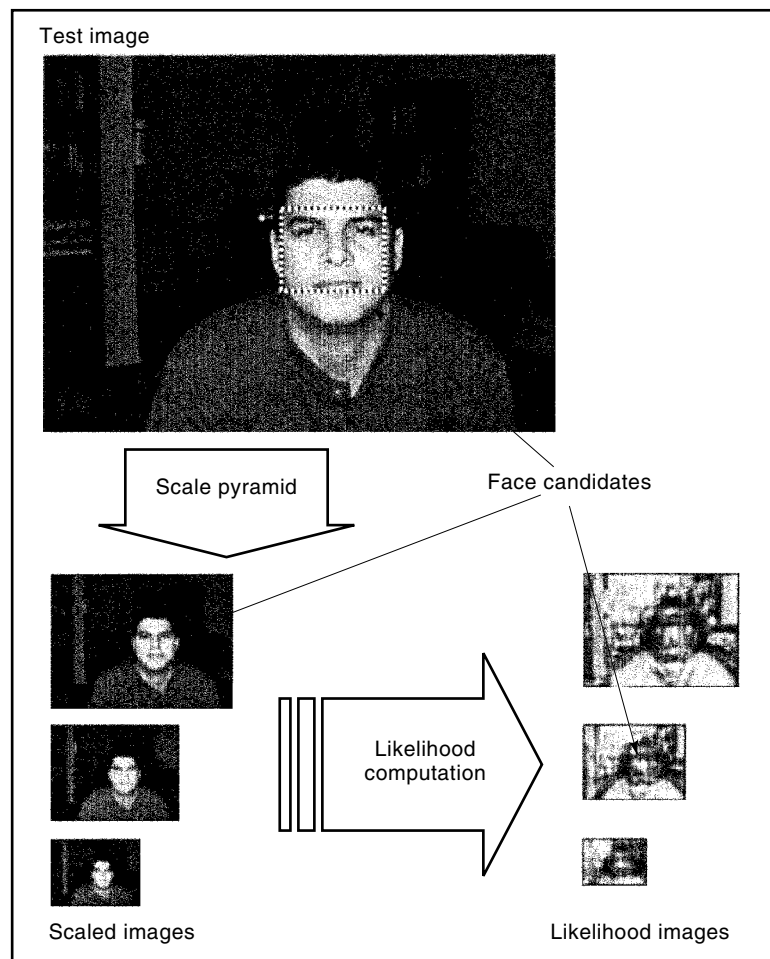 Test image
Scale pyramid
Face candidates
Likelihood
computation
Scaled images
Likelihood images